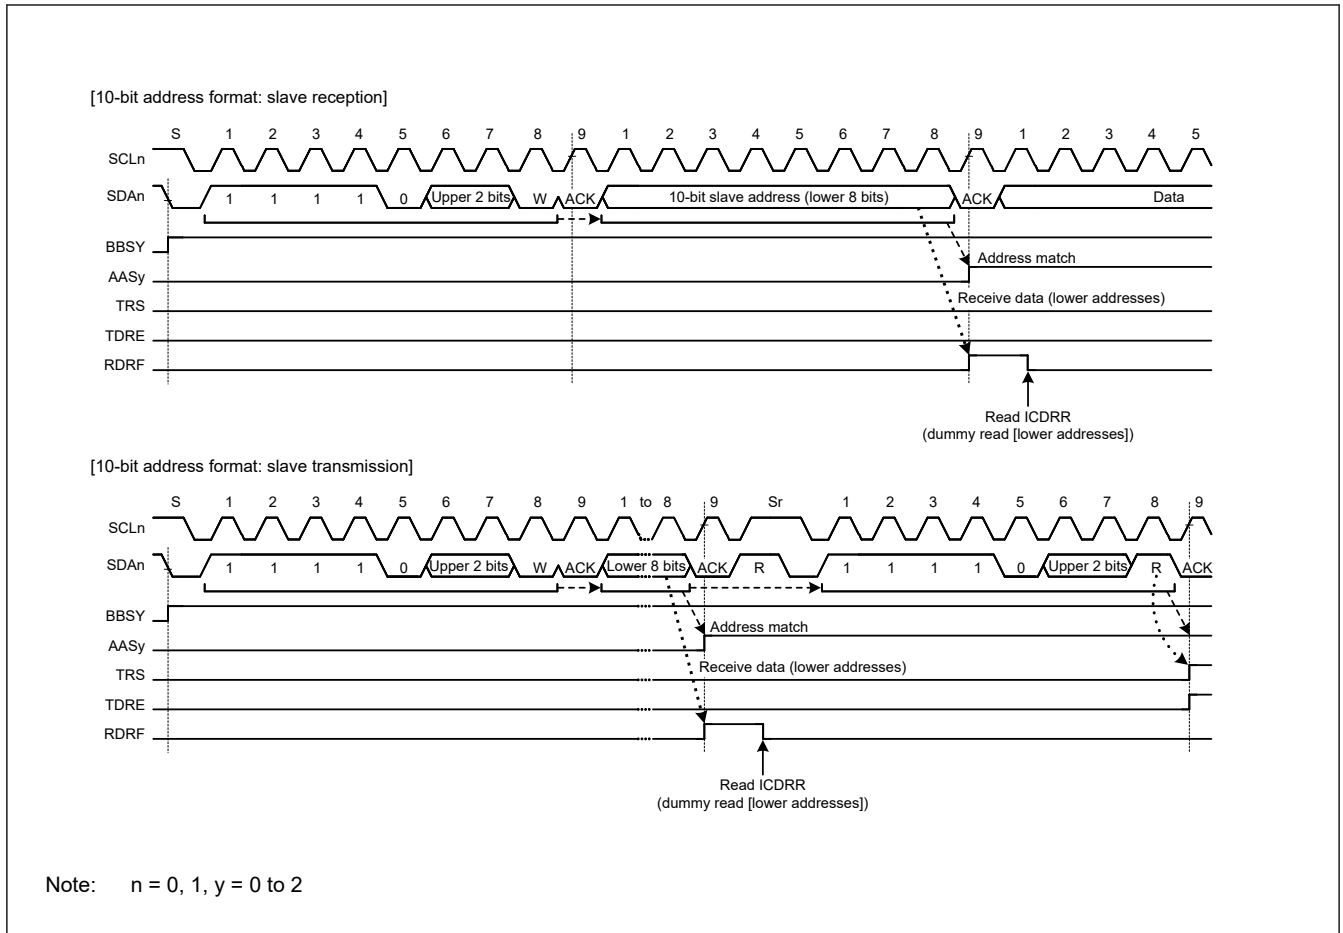 [10-bit address format: slave reception]
S 1 2 3 4 5 6 7 8 9 1 2 3 4 5 6 7 8 9 1 2 3 4 5
SCLn
SDAn 1 1 1 1 0 Upper 2 bits W ACK 10-bit slave address (lower 8 bits) ACK Data
BBSY
Address match
AASy
Receive data (lower addresses)
TRS
TDRE
RDRF
Read ICDRR
(dummy read [lower addresses])
[10-bit address format: slave transmission]
S 1 2 3 4 5 6 7 8 9 1 to 8 9 Sr 1 2 3 4 5 6 7 8 9
SCLn
SDAn 1 1 1 1 0 Upper 2 bits W ACK Lower 8 bits ACK R 1 1 1 1 0 Upper 2 bits R ACK
BBSY
Address match
AASy
Receive data (lower addresses)
TRS
TDRE
RDRF
Read ICDRR
(dummy read [lower addresses])
Note: n = 0, 1, y = 0 to 2